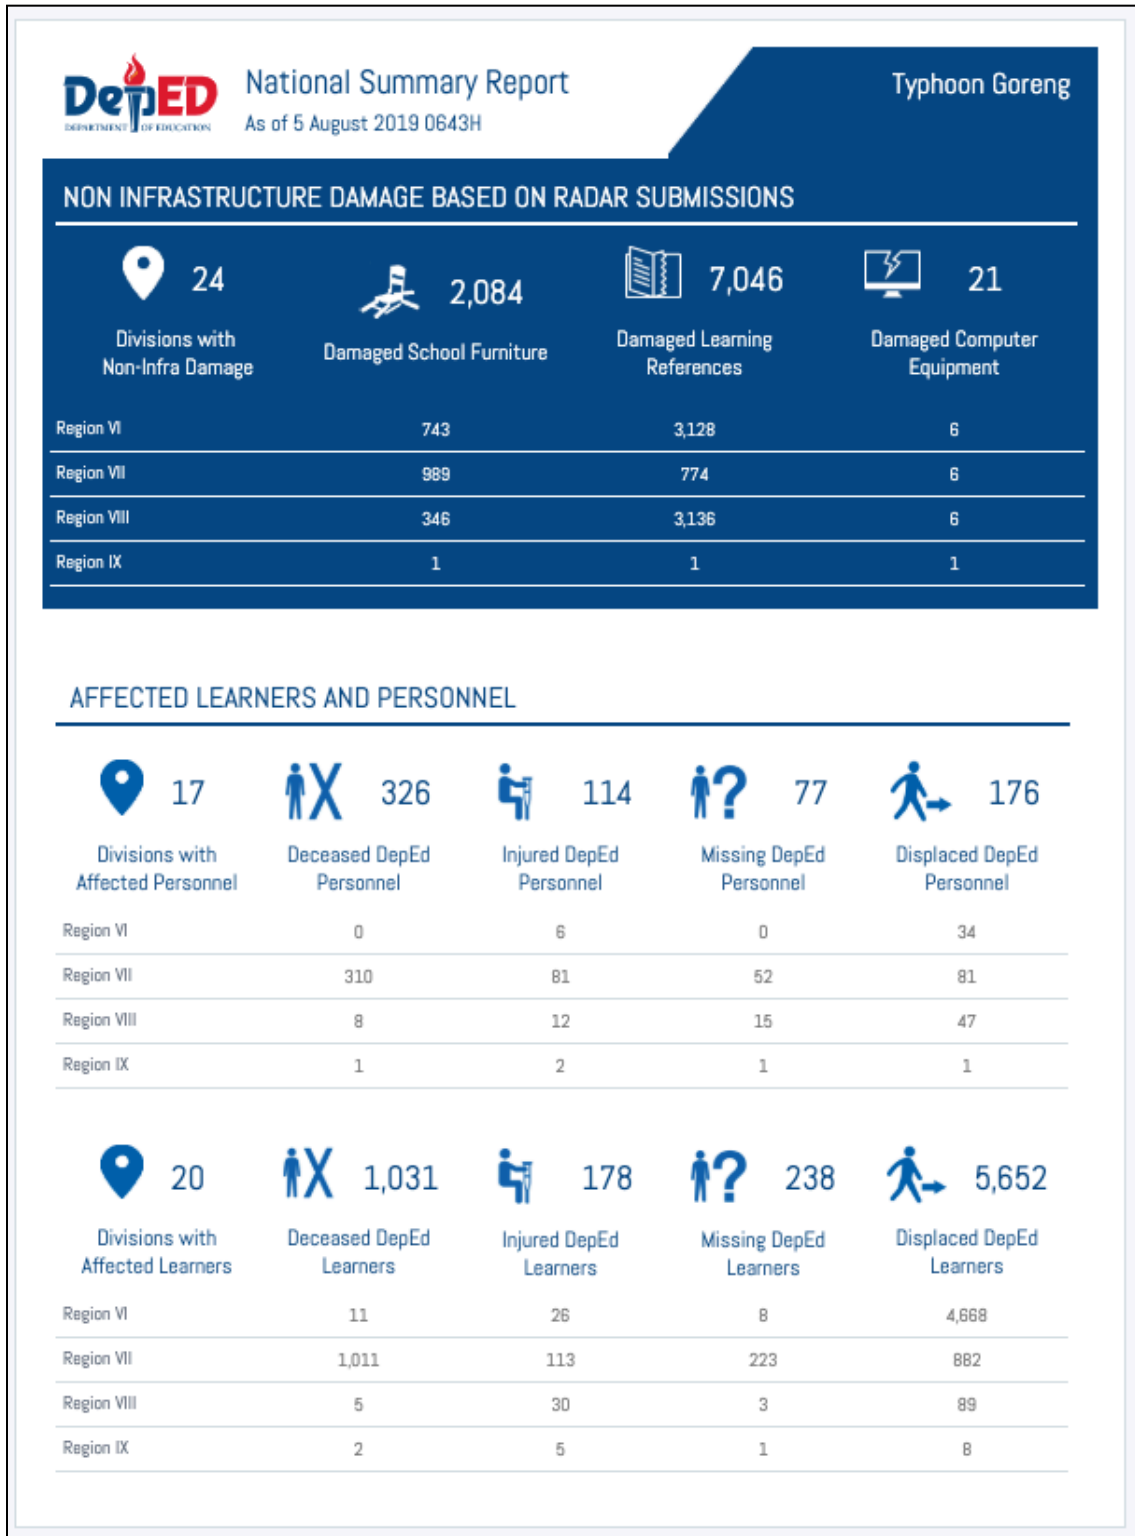 DepED
DEPARTMENT OF EDUCATION
National Summary Report
As of 5 August 2019 0643H
Typhoon Goreng
NON INFRASTRUCTURE DAMAGE BASED ON RADAR SUBMISSIONS
24 2,084 7,046 21
Divisions with
Non-Infra Damage
Damaged School Furniture
Damaged Learning
References
Damaged Computer
Equipment
Region VI 743 3,128 6
Region VII 989 774 6
Region VIII 346 3,136 6
Region IX 1 1 1
AFFECTED LEARNERS AND PERSONNEL
17 326 114 77 176
Divisions with
Affected Personnel
Deceased DepEd
Personnel
Injured DepEd
Personnel
Missing DepEd
Personnel
Displaced DepEd
Personnel
Region VI 0 6 0 34
Region VII 310 81 52 81
Region VIII 8 12 15 47
Region IX 1 2 1 1
20 1,031 178 238 5,652
Divisions with
Affected Learners
Deceased DepEd
Learners
Injured DepEd
Learners
Missing DepEd
Learners
Displaced DepEd
Learners
Region VI 11 26 8 4,668
Region VII 1,011 113 223 882
Region VIII 5 30 3 89
Region IX 2 5 1 8